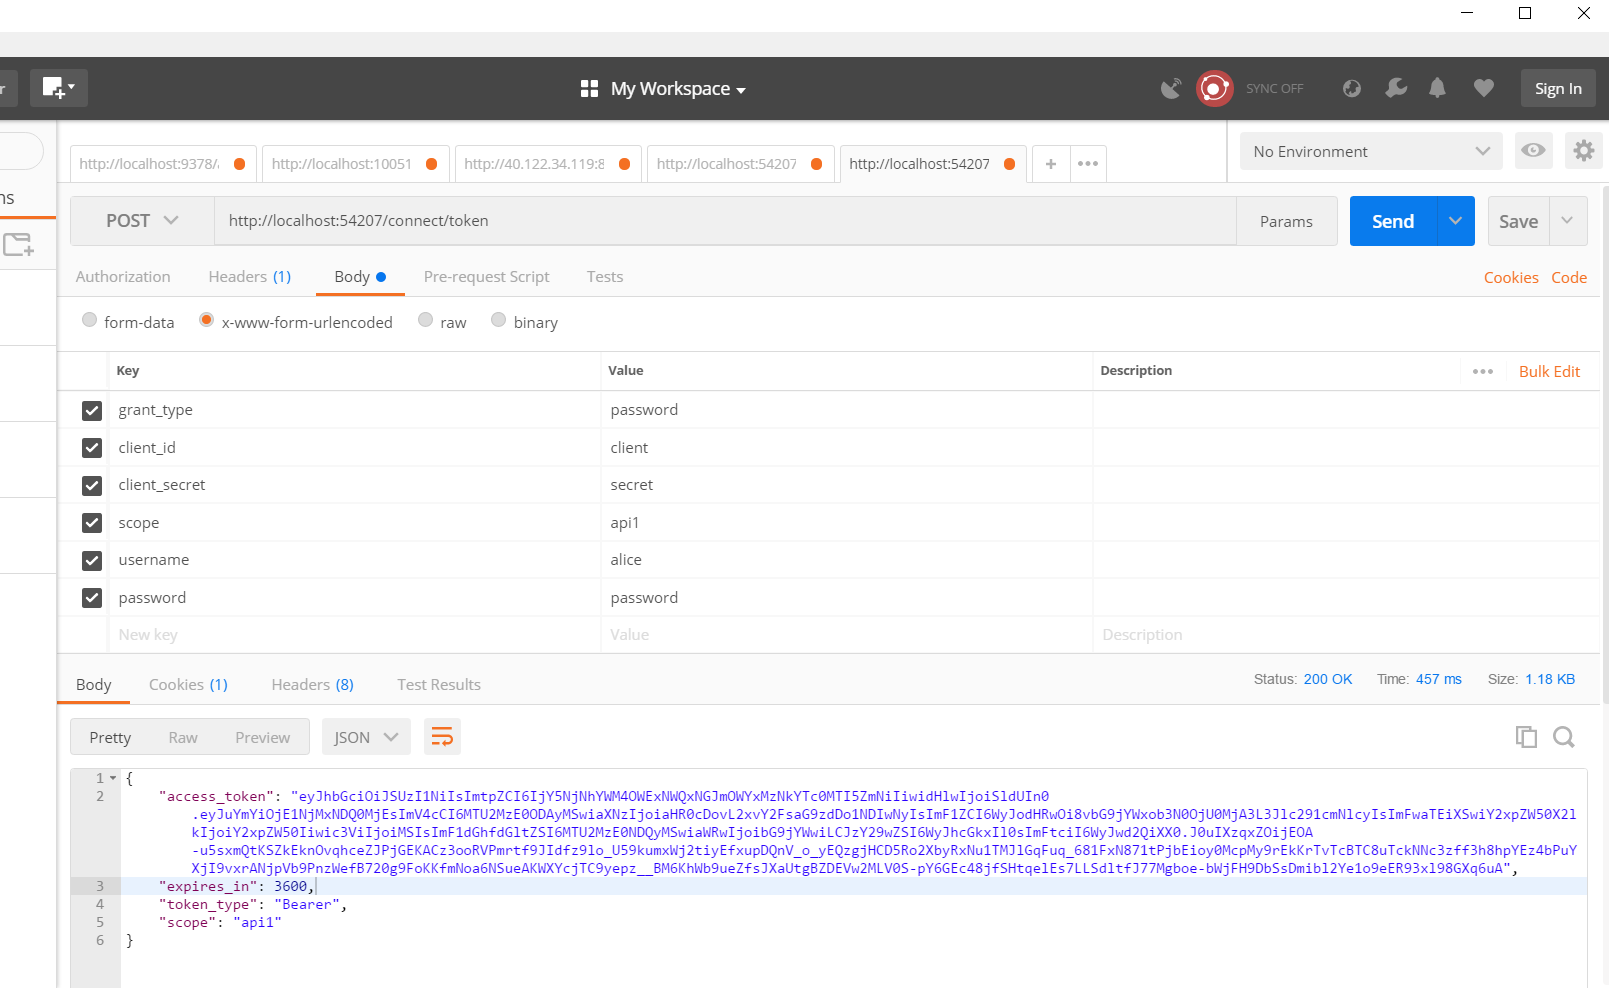 r
My Workspace
SYNC OFF
Sign In
http://localhost:9378/
http://localhost:10051
http://40.122.34.119:8
http://localhost:54207
http://localhost:54207
No Environment
ns
POST
http://localhost:54207/connect/token
Params
Send
Save
Authorization
Headers (1)
Body
Pre-request Script
Tests
Cookies
Code
form-data
x-www-form-urlencoded
raw
binary
Key Value Description
Bulk Edit
grant_type password
client_id client
client_secret secret
scope api1
username alice
password password
New key Value Description
Body
Cookies (1)
Headers (8)
Test Results
Status: 200 OK
Time: 457 ms
Size: 1.18 KB
Pretty
Raw
Preview
JSON
1 {
2 "access_token": "eyJhbGciOiJSUzI1NiIsImtpZCI6IjY5NjNhYWM4OWExNWQxNGJmOWYxMzNkYTc0MTI5ZmNiIiwidHlwIjoiSldUIn0
.eyJuYmYiOjE1NjMxNDQ0MjEsImV4cCI6MTU2MzE0ODAyMSwiaXNzIjoiaHR0cDovL2xvY2FsaG9zdDo1NDIwNyIsImF1ZCI6WyJodHRwOi8vbG9jYWxob3N0OjU0MjA3L3Jlc291cmNlcyIsImFwaTEiXSwiY2xpZW50X2l
kIjoiY2xpZW50Iiwic3ViIjoiMSIsImF1dGhfdGltZSI6MTU2MzE0NDQyMSwiaWRwIjoibG9jYWwiLCJzY29wZSI6WyJhcGkxIl0sImFtciI6WyJwd2QiXX0.J0uIXzqxZOijEOA
-u5sxmQtKSZkEknOvqhceZJPjGEKACz3ooRVPmrtf9JIdfz9lo_U59kumxWj2tiyEfxupDQnV_o_yEQzgjHCD5Ro2XbyRxNu1TMJlGqFuq_681FxN871tPjbEioy0McpMy9rEkKrTvTcBTC8uTckNNc3zff3h8hpYEz4bPuY
XjI9vxrANjpVb9PnzWefB720g9FoKKfmNoa6NSueAKWXYcjTC9yepz__BM6KhWb9ueZfsJXaUtgBZDEVw2MLV0S-pY6GEc48jfSHtqelEs7LLSdltfJ77Mgboe-bWjFH9DbSsDmibl2Ye1o9eER93xl98GXq6uA",
3 "expires_in": 3600,
4 "token_type": "Bearer",
5 "scope": "api1"
6 }